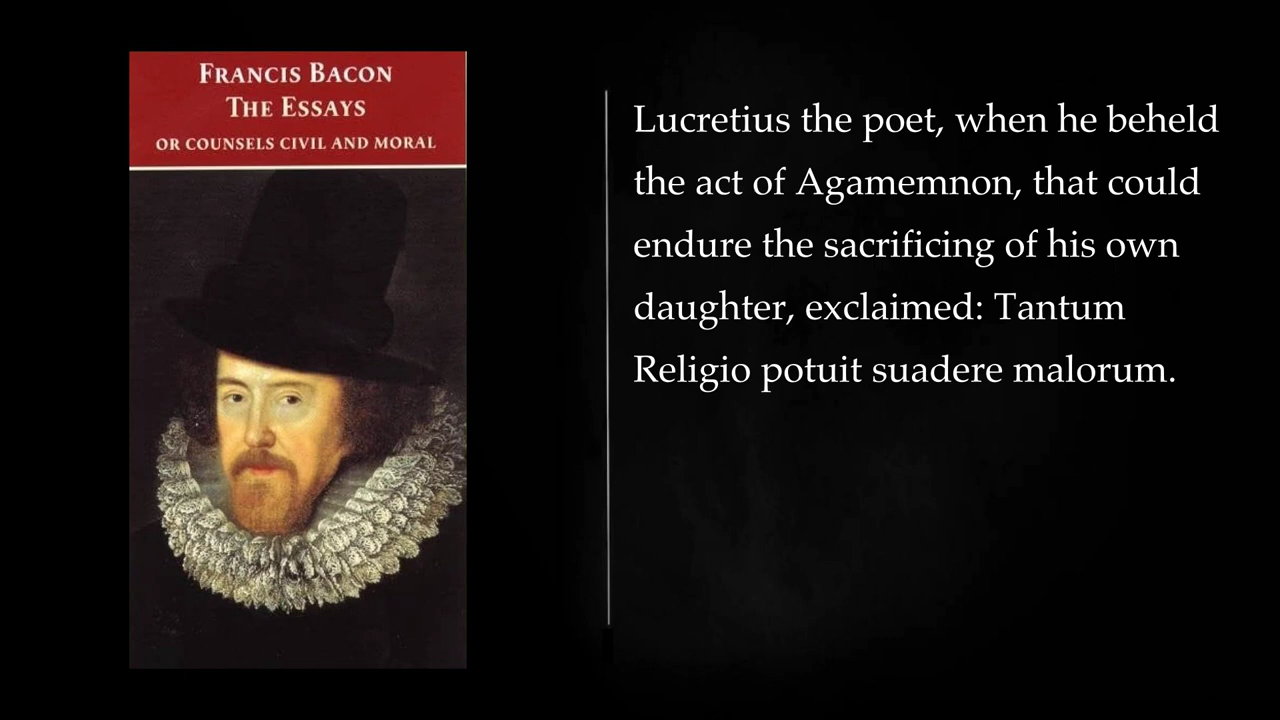 FRANCIS BACON
THE ESSAYS
OR COUNSELS CIVIL AND MORAL
Lucretius the poet, when he beheld
the act of Agamemnon, that could
endure the sacrificing of his own
daughter, exclaimed: Tantum
Religio potuit suadere malorum.